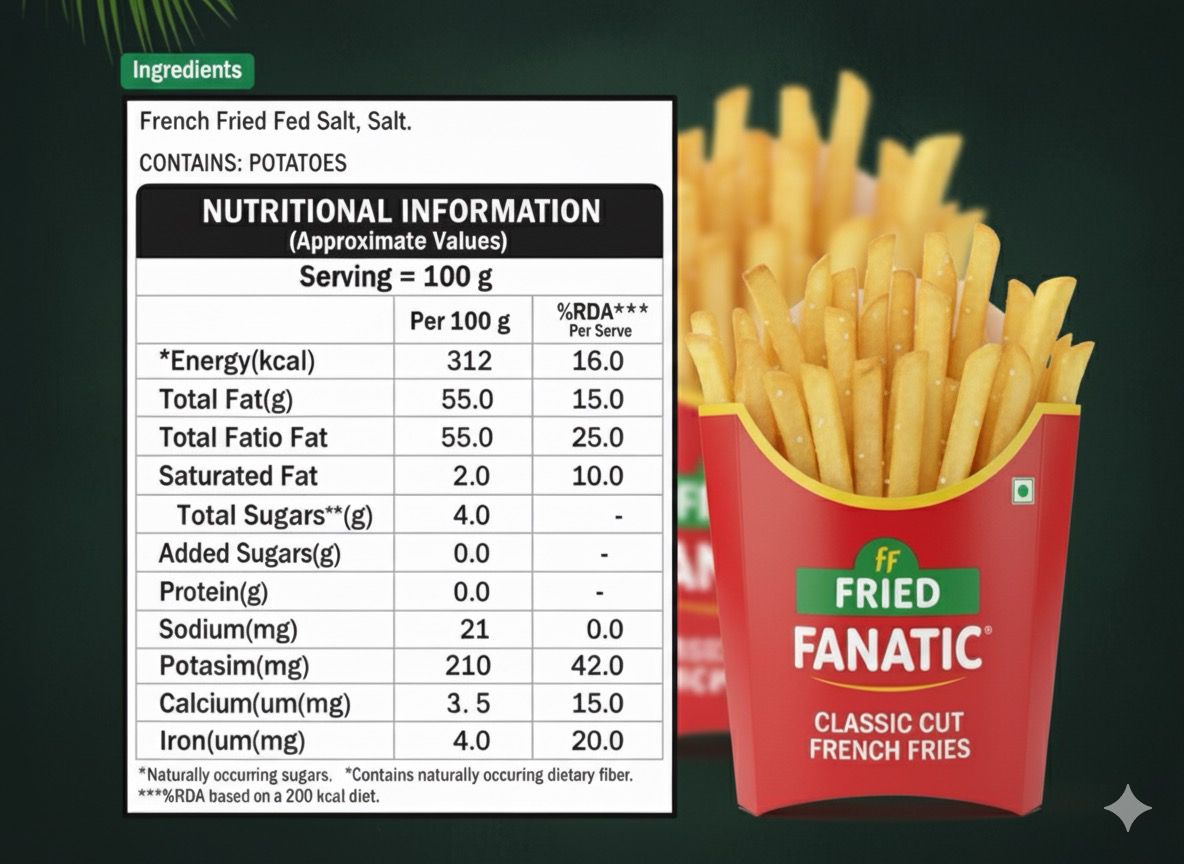 Ingredients
French Fried Fed Salt, Salt.
CONTAINS: POTATOES
NUTRITIONAL INFORMATION
(Approximate Values)
Serving = 100 g
Per 100 g %RDA***
Per Serve
*Energy(kcal) 312 16.0
Total Fat(g) 55.0 15.0
Total Fatio Fat 55.0 25.0
Saturated Fat 2.0 10.0
Total Sugars**(g) 4.0 -
Added Sugars(g) 0.0 -
Protein(g) 0.0 -
Sodium(mg) 21 0.0
Potasim(mg) 210 42.0
Calcium(um(mg) 3. 5 15.0
Iron(um(mg) 4.0 20.0
*Naturally occurring sugars. *Contains naturally occuring dietary fiber.
***%RDA based on a 200 kcal diet.
fF
FRIED
FANATIC®
CLASSIC CUT
FRENCH FRIES